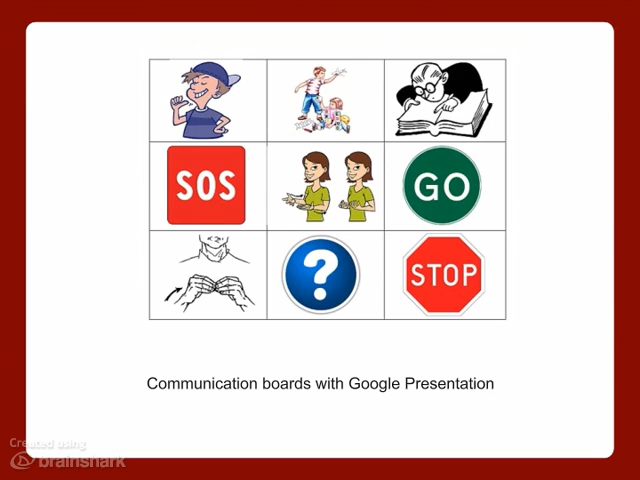 SOS
GO
?
STOP
Communication boards with Google Presentation
Created using
brainshark